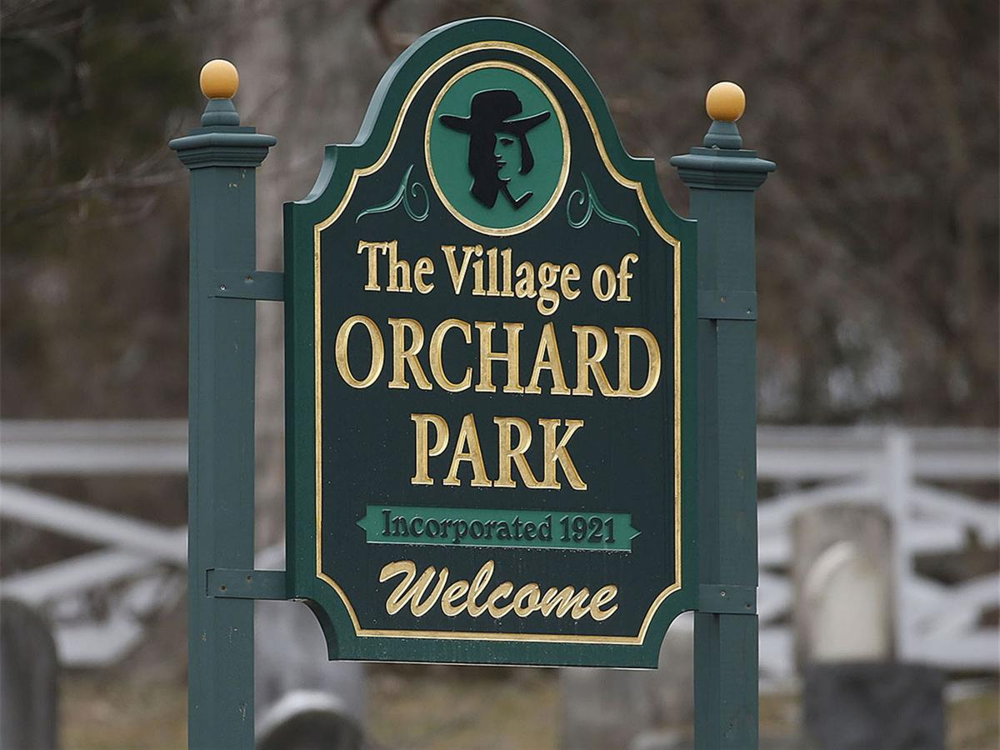 The Village of
ORCHARD
PARK
Incorporated 1921
Welcome